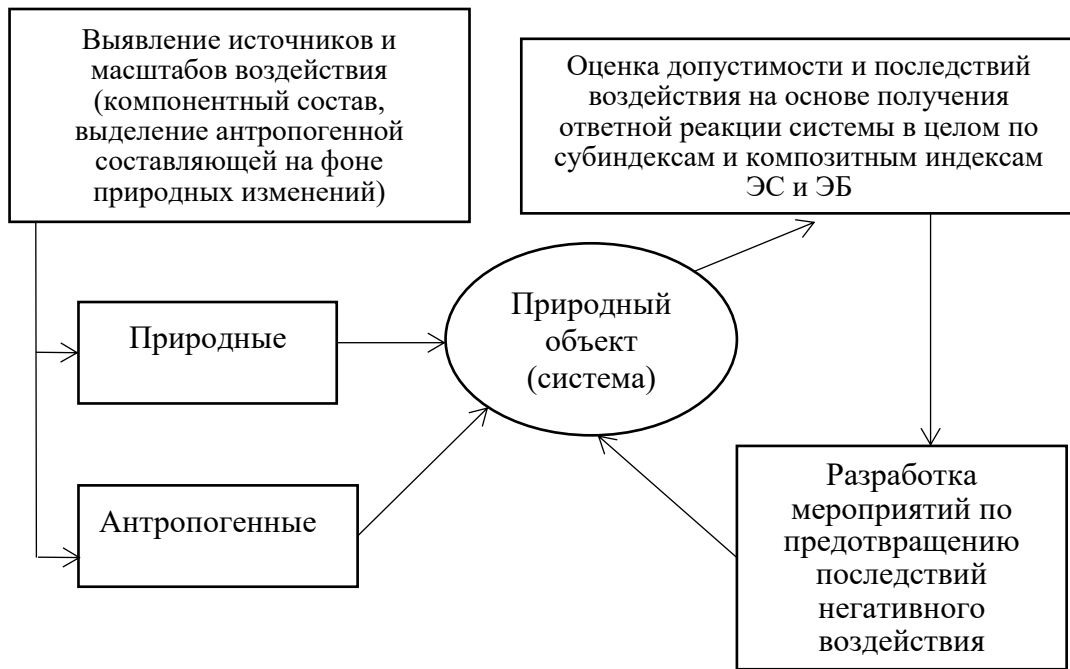 Выявление источников и
масштабов воздействия
(компонентный состав,
выделение антропогенной
составляющей на фоне
природных изменений)
Оценка допустимости и последствий
воздействия на основе получения
ответной реакции системы в целом по
субиндексам и композитным индексам
ЭС и ЭБ
Природные
Природный
объект
(система)
Антропогенные
Разработка
мероприятий по
предотвращению
последствий
негативного
воздействия